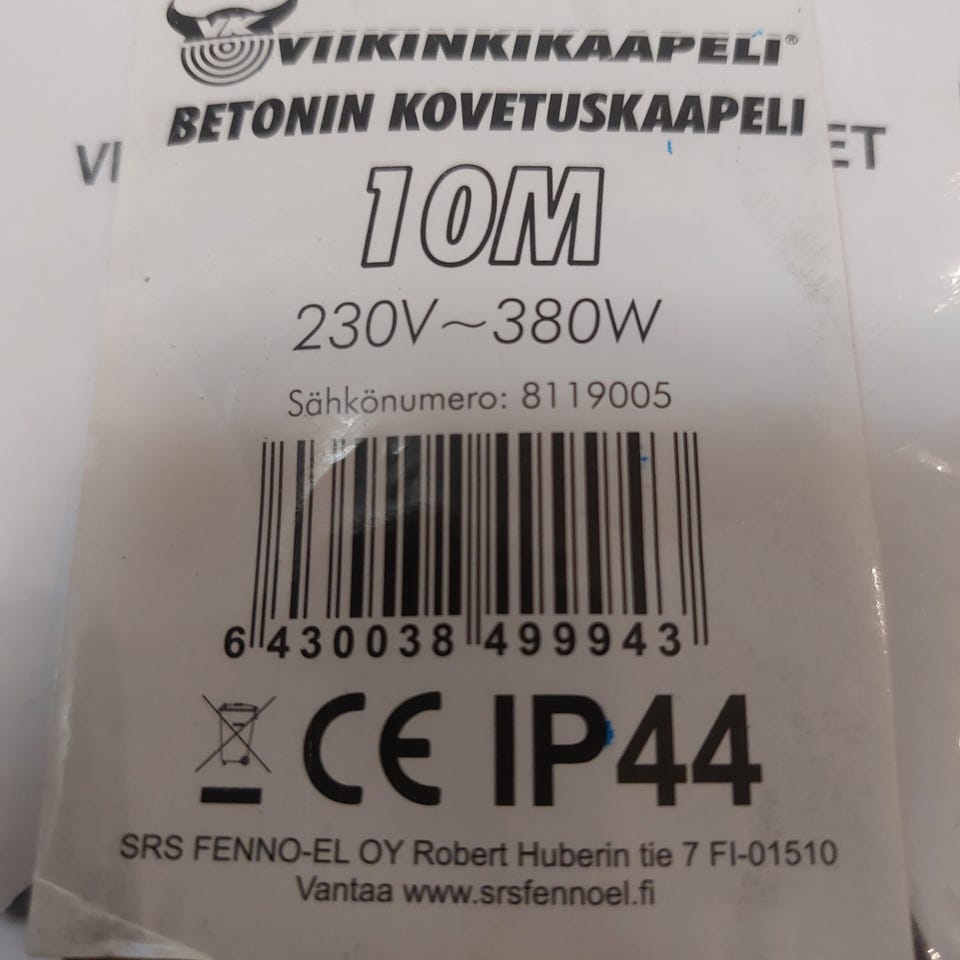 VK VIIKINKIKAAPELI®
BETONIN KOVETUSKAAPELI
10M
230V~380W
Sähkönumero: 8119005
6 430038 499943
CE IP44
SRS FENNO-EL OY Robert Huberin tie 7 FI-01510
Vantaa www.srsfennoel.fi